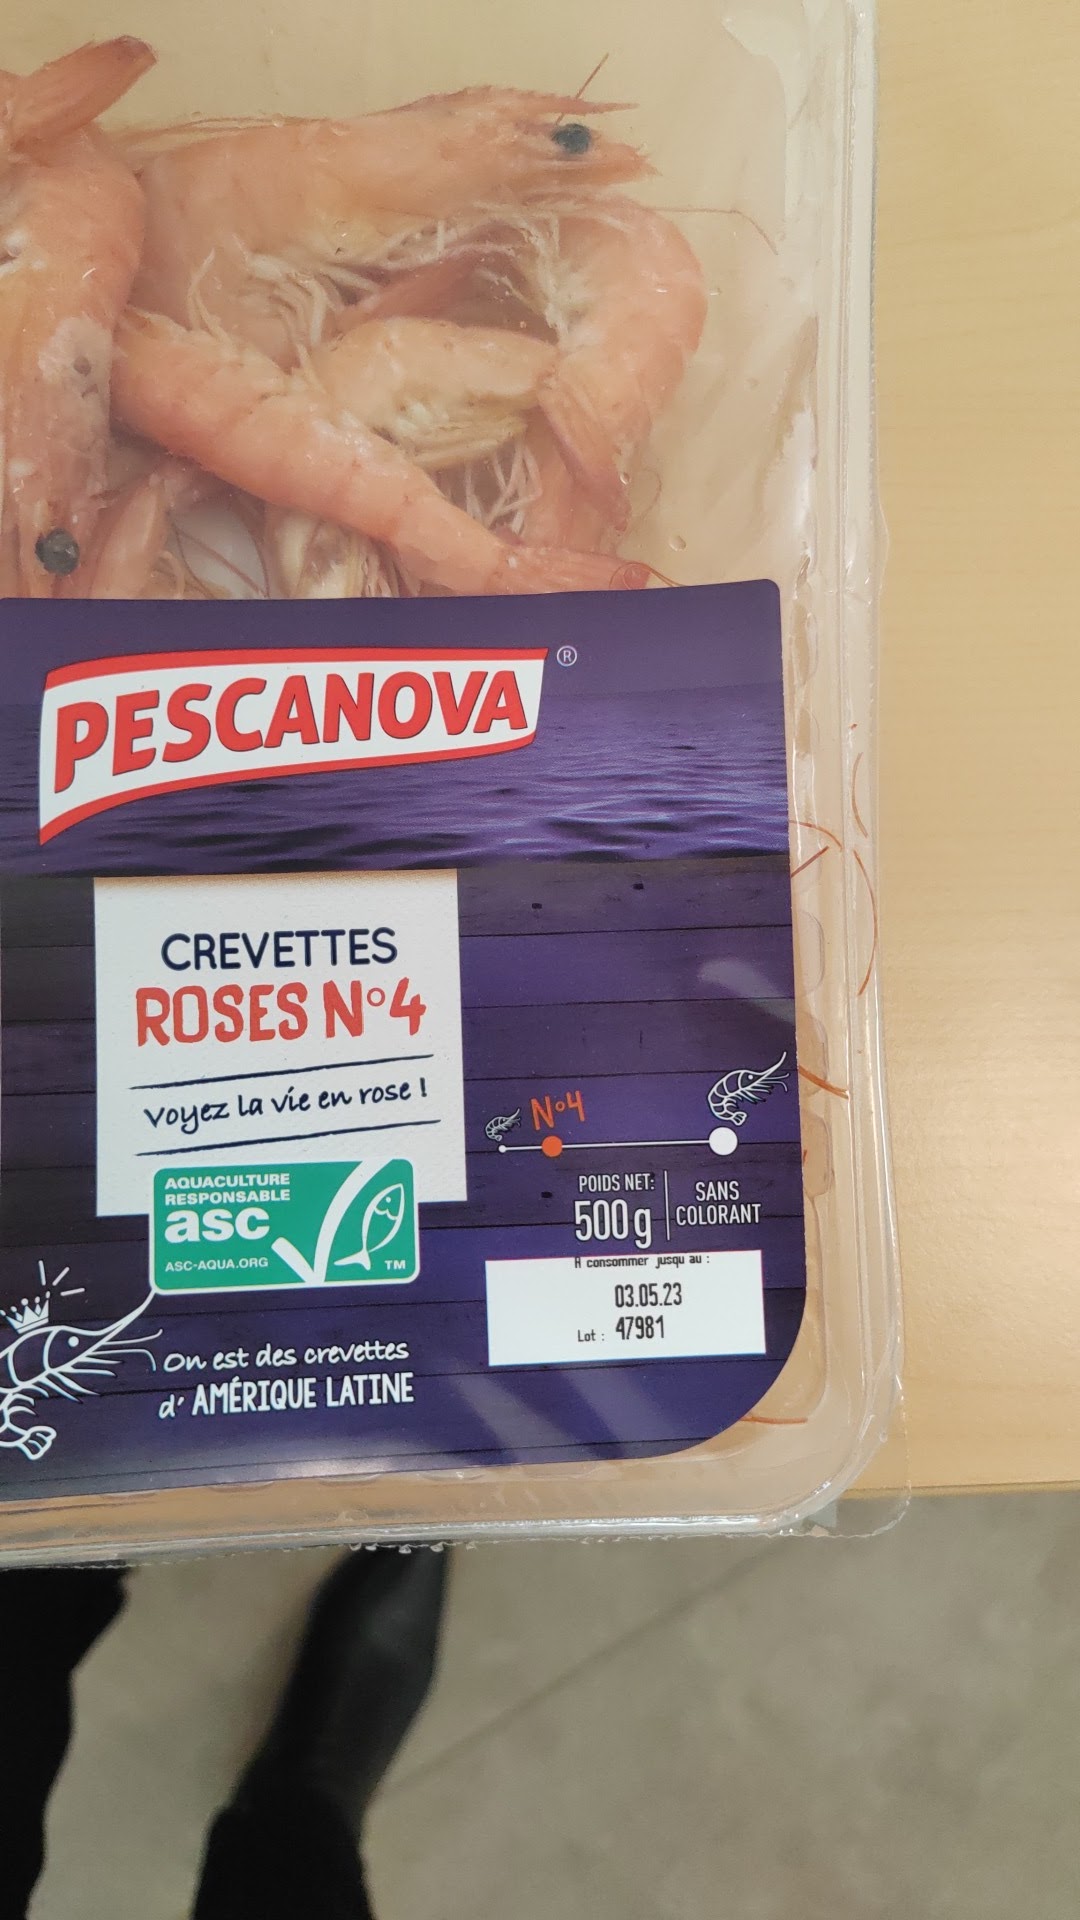 PESCANOVA ®
CREVETTES
ROSES N°4
voyez la vie en rose !
N°4
AQUACULTURE
RESPONSABLE
asc
ASC-AQUA.ORG
TM
POIDS NET:
500g
SANS
COLORANT
A consommer jusqu au :
03.05.23
Lot : 47981
On est des crevettes
d' AMÉRIQUE LATINE